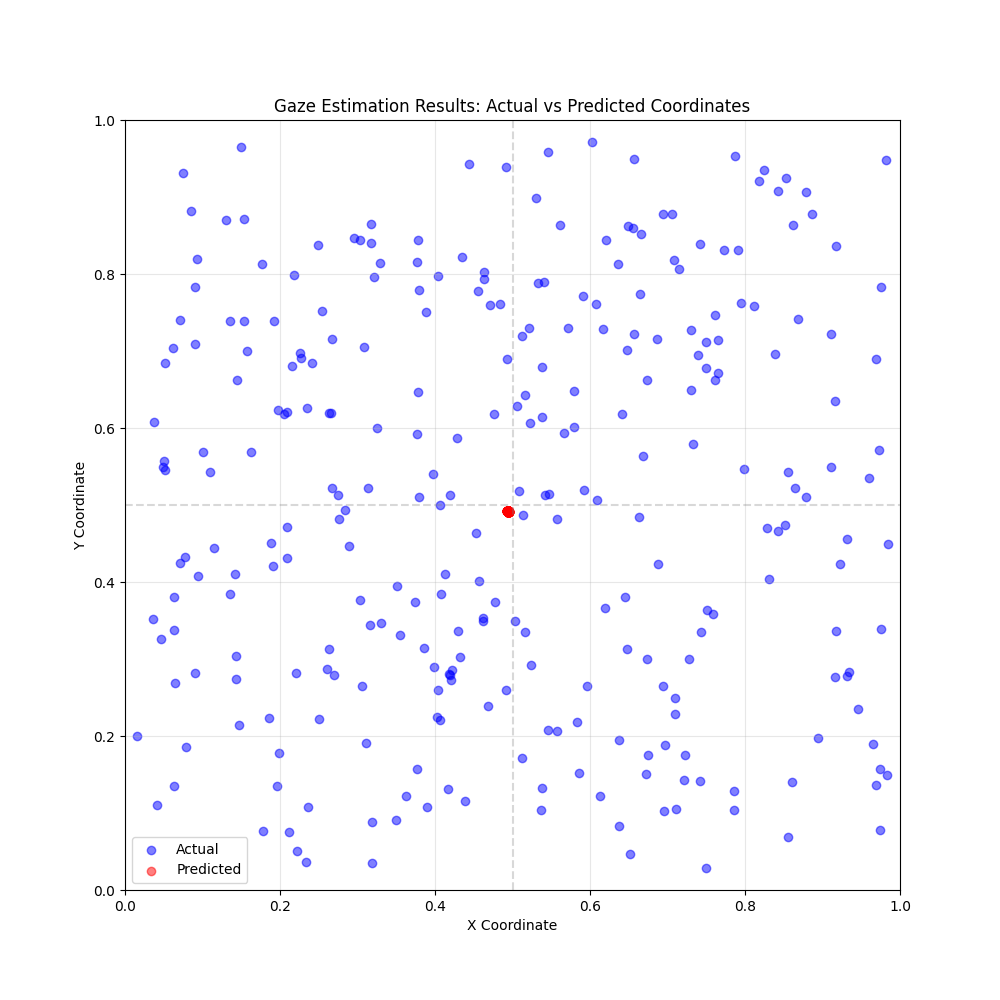 Gaze Estimation Results: Actual vs Predicted Coordinates
1.0
0.8
0.6
0.4
0.2
0.0
Y Coordinate
Actual
Predicted
0.0 0.2 0.4 0.6 0.8 1.0
X Coordinate